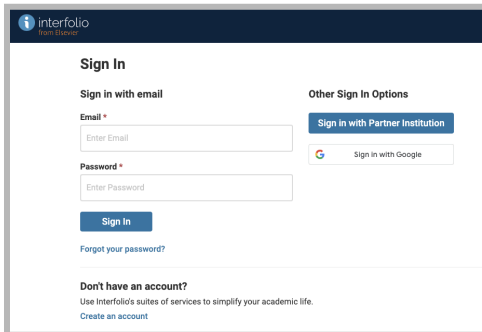 interfolio
from Elsevier
Sign In
Sign in with email
Email *
Enter Email
Password *
Enter Password
Sign In
Forgot your password?
Other Sign In Options
Sign in with Partner Institution
Sign in with Google
Don't have an account?
Use Interfolio's suites of services to simplify your academic life.
Create an account